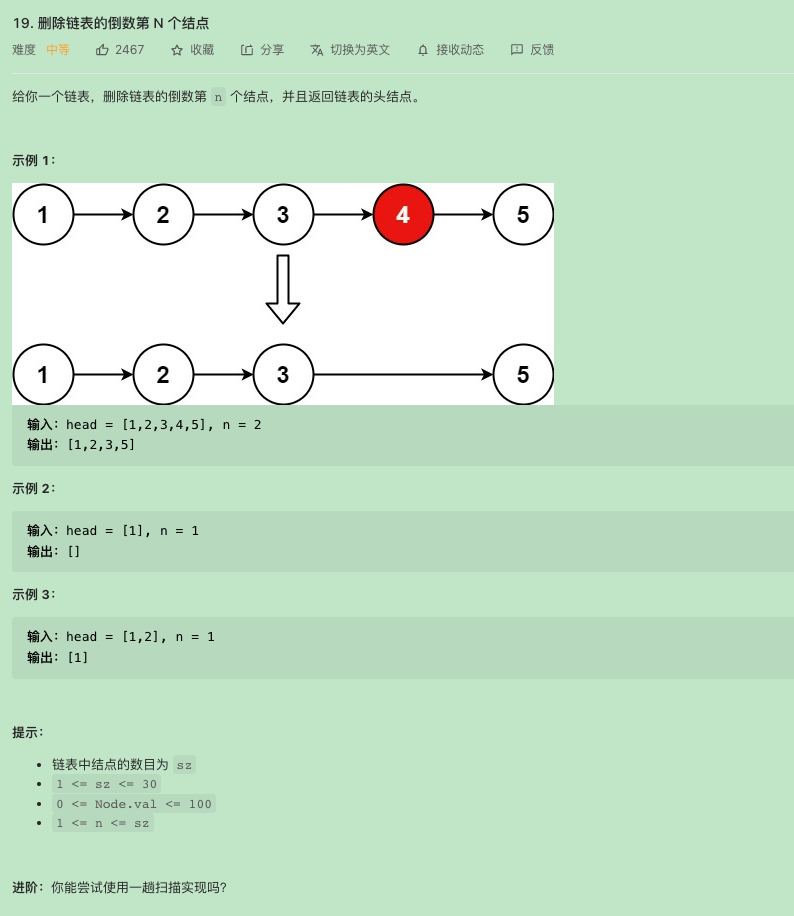 19. 删除链表的倒数第 N 个结点
难度 中等 2467 收藏 分享 切换为英文 接收动态 反馈
给你一个链表，删除链表的倒数第 n 个结点，并且返回链表的头结点。
示例 1：
1 2 3 4 5
1 2 3 5
输入：head = [1,2,3,4,5], n = 2
输出：[1,2,3,5]
示例 2：
输入：head = [1], n = 1
输出：[]
示例 3：
输入：head = [1,2], n = 1
输出：[1]
提示：
链表中结点的数目为 sz
1 <= sz <= 30
0 <= Node.val <= 100
1 <= n <= sz
进阶：你能尝试使用一趟扫描实现吗？